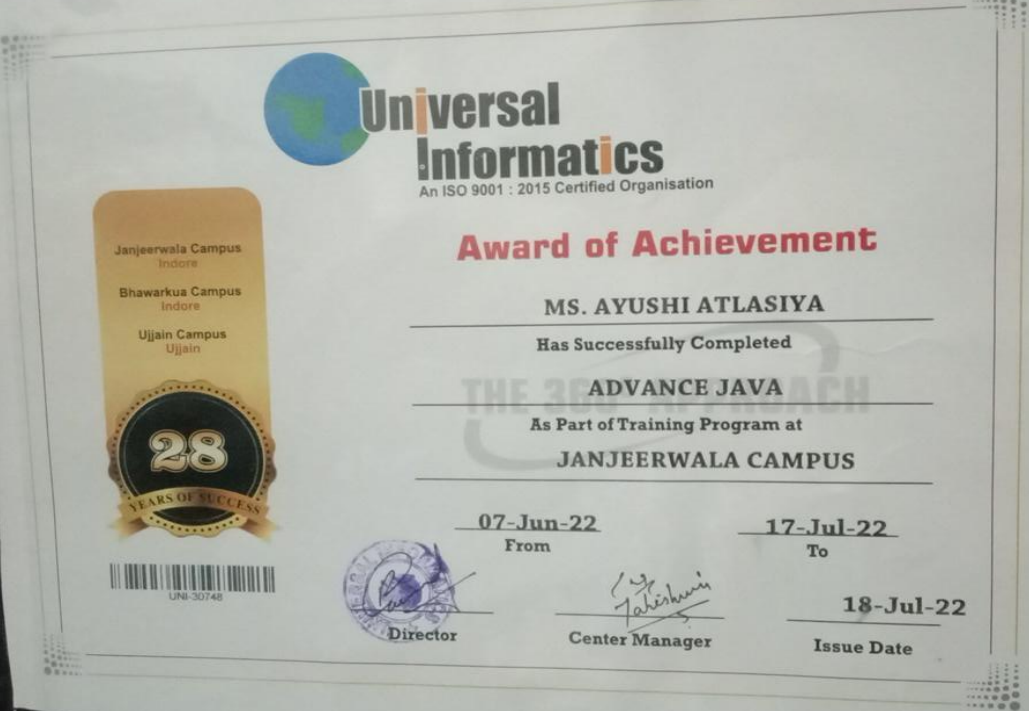 Universal
Informatics
An ISO 9001 : 2015 Certified Organisation
Janjeerwala Campus
Indore
Bhawarkua Campus
Indore
Ujjain Campus
Ujjain
28
YEARS OF SUCCESS
UNI-30748
Award of Achievement
MS. AYUSHI ATLASIYA
Has Successfully Completed
THE 360° APPROACH
ADVANCE JAVA
As Part of Training Program at
JANJEERWALA CAMPUS
07-Jun-22
From
17-Jul-22
To
Director
Center Manager
18-Jul-22
Issue Date